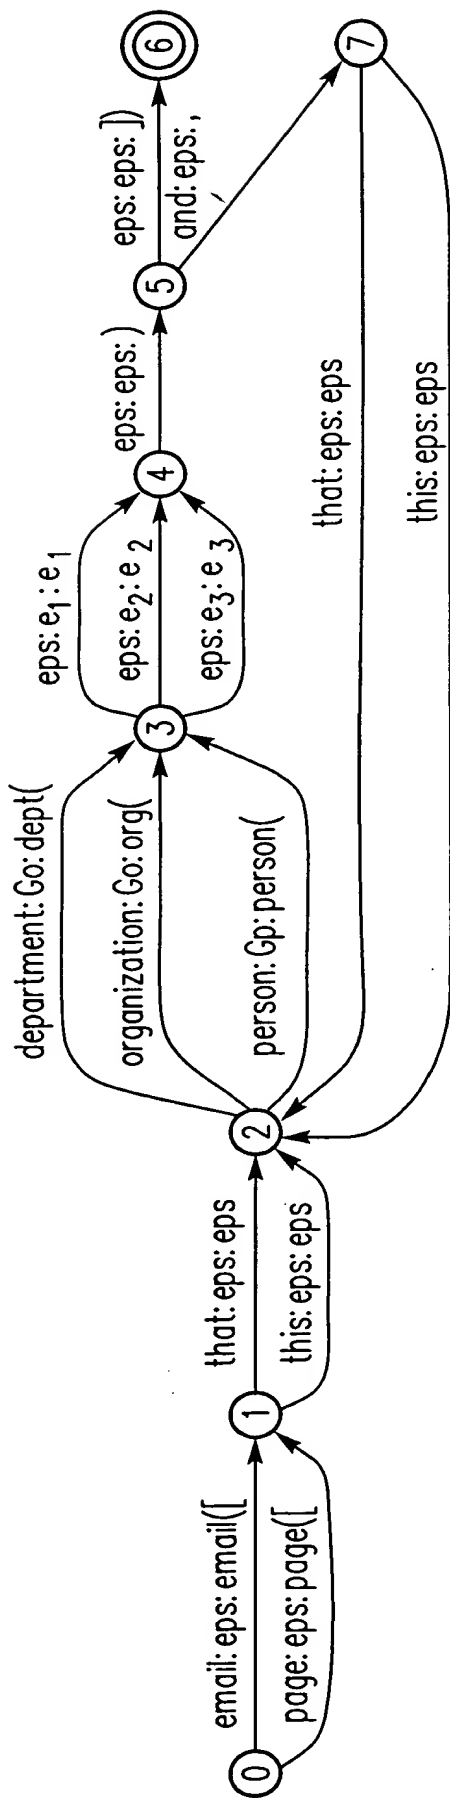 0
email: eps: email([
page: eps: page([
1
that: eps: eps
this: eps: eps
2
department: Go: dept(
organization: Go: org(
person: Gp: person(
3
eps: e1: e1
eps: e2: e2
eps: e3: e3
4
eps: eps: )
5
eps: eps: ])
and: eps: ,
6
7
that: eps: eps
this: eps: eps